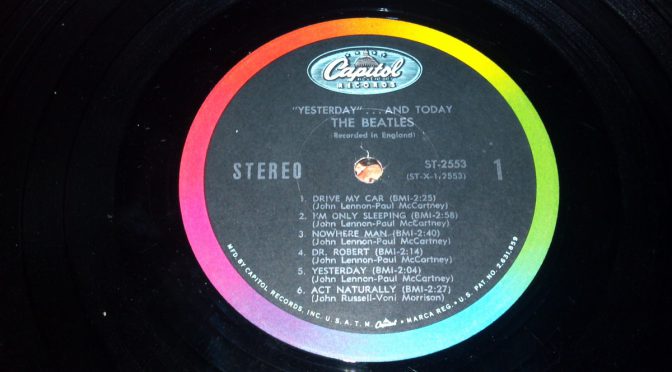 Capitol
RECORDS
"YESTERDAY" . . . AND TODAY
THE BEATLES
(Recorded in England)
STEREO
ST-2553
(ST-X-1, 2553)
1
1. DRIVE MY CAR (BMI-2:25)
(John Lennon-Paul McCartney)
2. I'M ONLY SLEEPING (BMI-2:58)
(John Lennon-Paul McCartney)
3. NOWHERE MAN (BMI-2:40)
(John Lennon-Paul McCartney)
4. DR. ROBERT (BMI-2:14)
(John Lennon-Paul McCartney)
5. YESTERDAY (BMI-2:04)
(John Lennon-Paul McCartney)
6. ACT NATURALLY (BMI-2:27)
(John Russell-Voni Morrison)
MFD. BY CAPITOL RECORDS, INC. U. S. A. T. M. Capitol • MARCA REG. • U. S. PAT. NO. 2,631,859